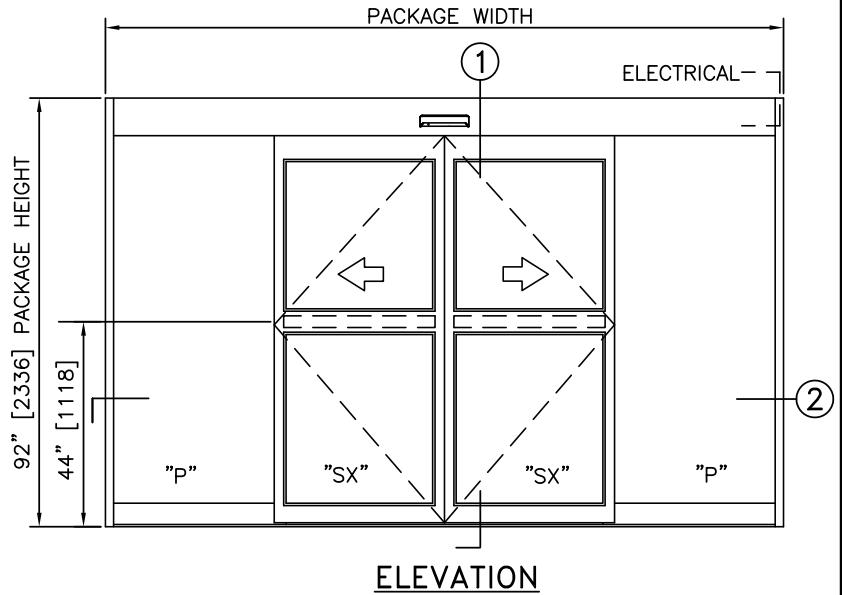 PACKAGE WIDTH
1
ELECTRICAL
92" [2336] PACKAGE HEIGHT
44" [1118]
2
"P"
"SX"
"SX"
"P"
ELEVATION